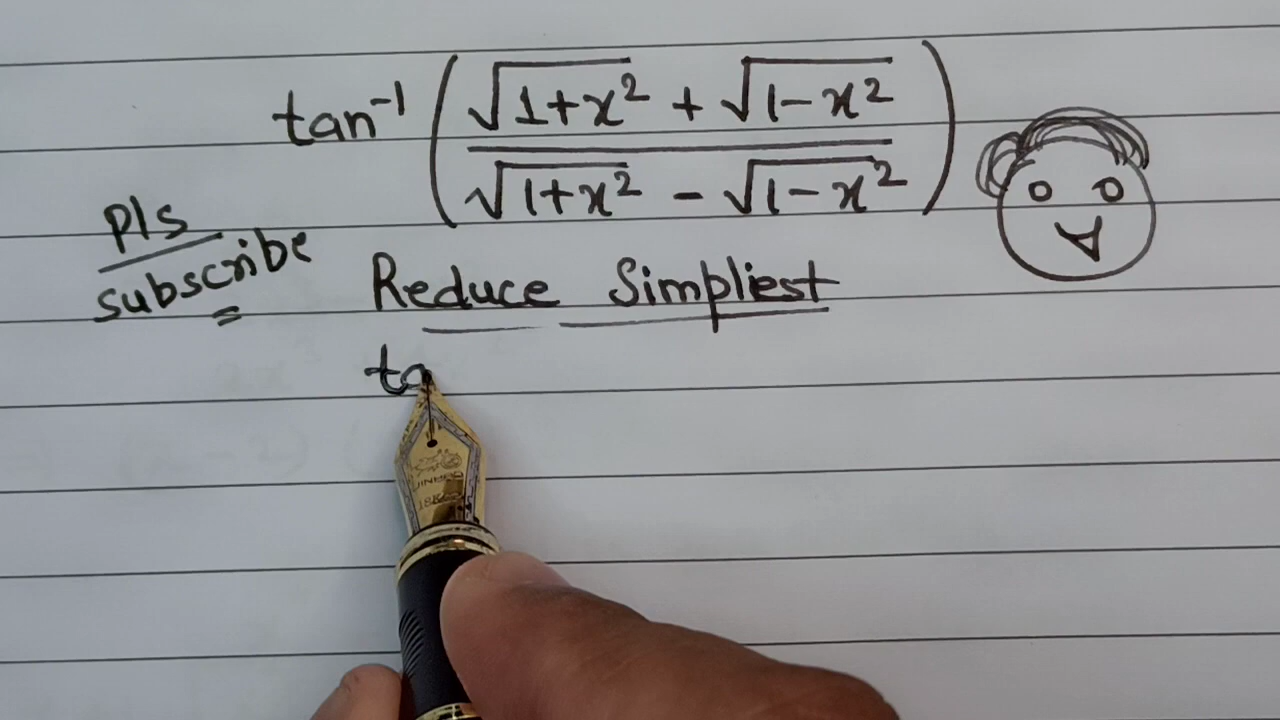 tan⁻¹ ( (√(1+x²) + √(1-x²)) / (√(1+x²) - √(1-x²)) )
Pls
subscribe
Reduce Simpliest
ta